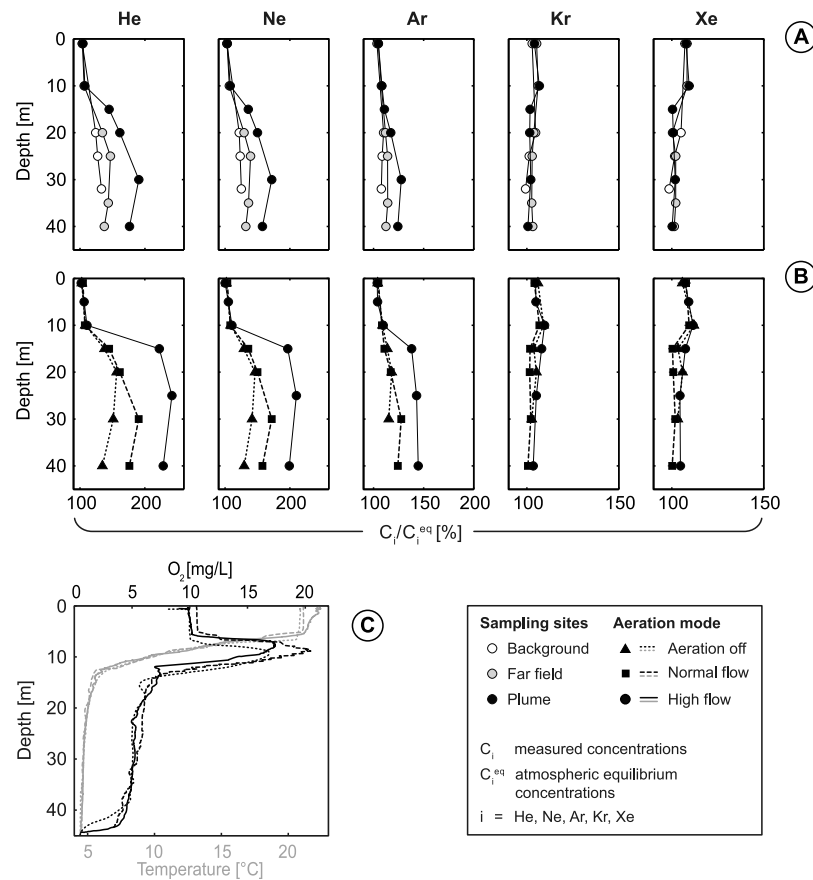 He Ne Ar Kr Xe
A
0
10
20
30
40
Depth [m]
B
0
10
20
30
40
Depth [m]
100 200 100 200 100 150 200 100 150 100 150
C_i/C_i^eq [%]
O₂[mg/L]
0 5 10 15 20
C
0
10
20
30
40
Depth [m]
5 10 15 20
Temperature [°C]
Sampling sites Aeration mode
Background Aeration off
Far field Normal flow
Plume High flow
C_i measured concentrations
C_i^eq atmospheric equilibrium
concentrations
i = He, Ne, Ar, Kr, Xe